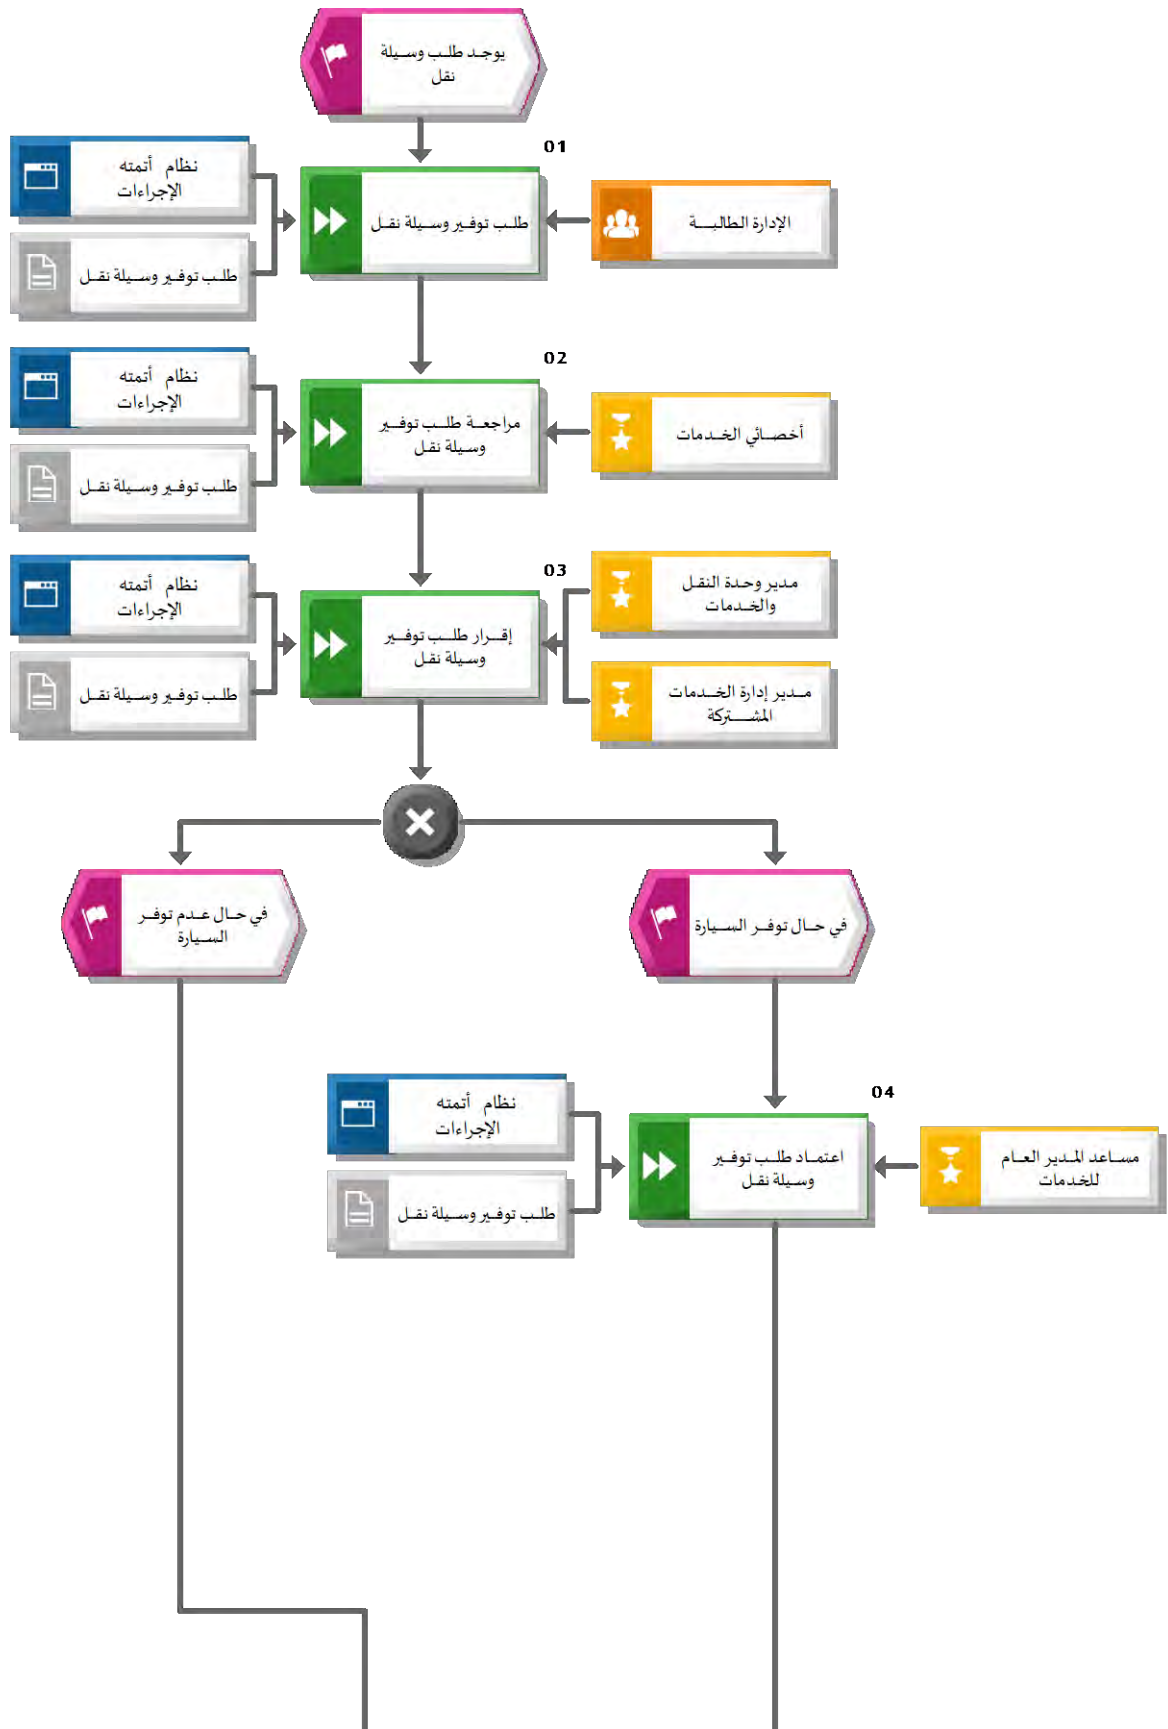 يوجد طلب وسيلة
نقل
01
نظام أتمته
الإجراءات
طلب توفير وسيلة نقل
الإدارة الطالبة
طلب توفير وسيلة نقل
02
نظام أتمته
الإجراءات
مراجعة طلب توفير
وسيلة نقل
أخصائي الخدمات
طلب توفير وسيلة نقل
03
نظام أتمته
الإجراءات
مدير وحدة النقل
والخدمات
إقرار طلب توفير
وسيلة نقل
طلب توفير وسيلة نقل
مدير إدارة الخدمات
المشتركة
في حال توفر السيارة
في حال عدم توفر
السيارة
04
نظام أتمته
الإجراءات
اعتماد طلب توفير
وسيلة نقل
مساعد المدير العام
للخدمات
طلب توفير وسيلة نقل